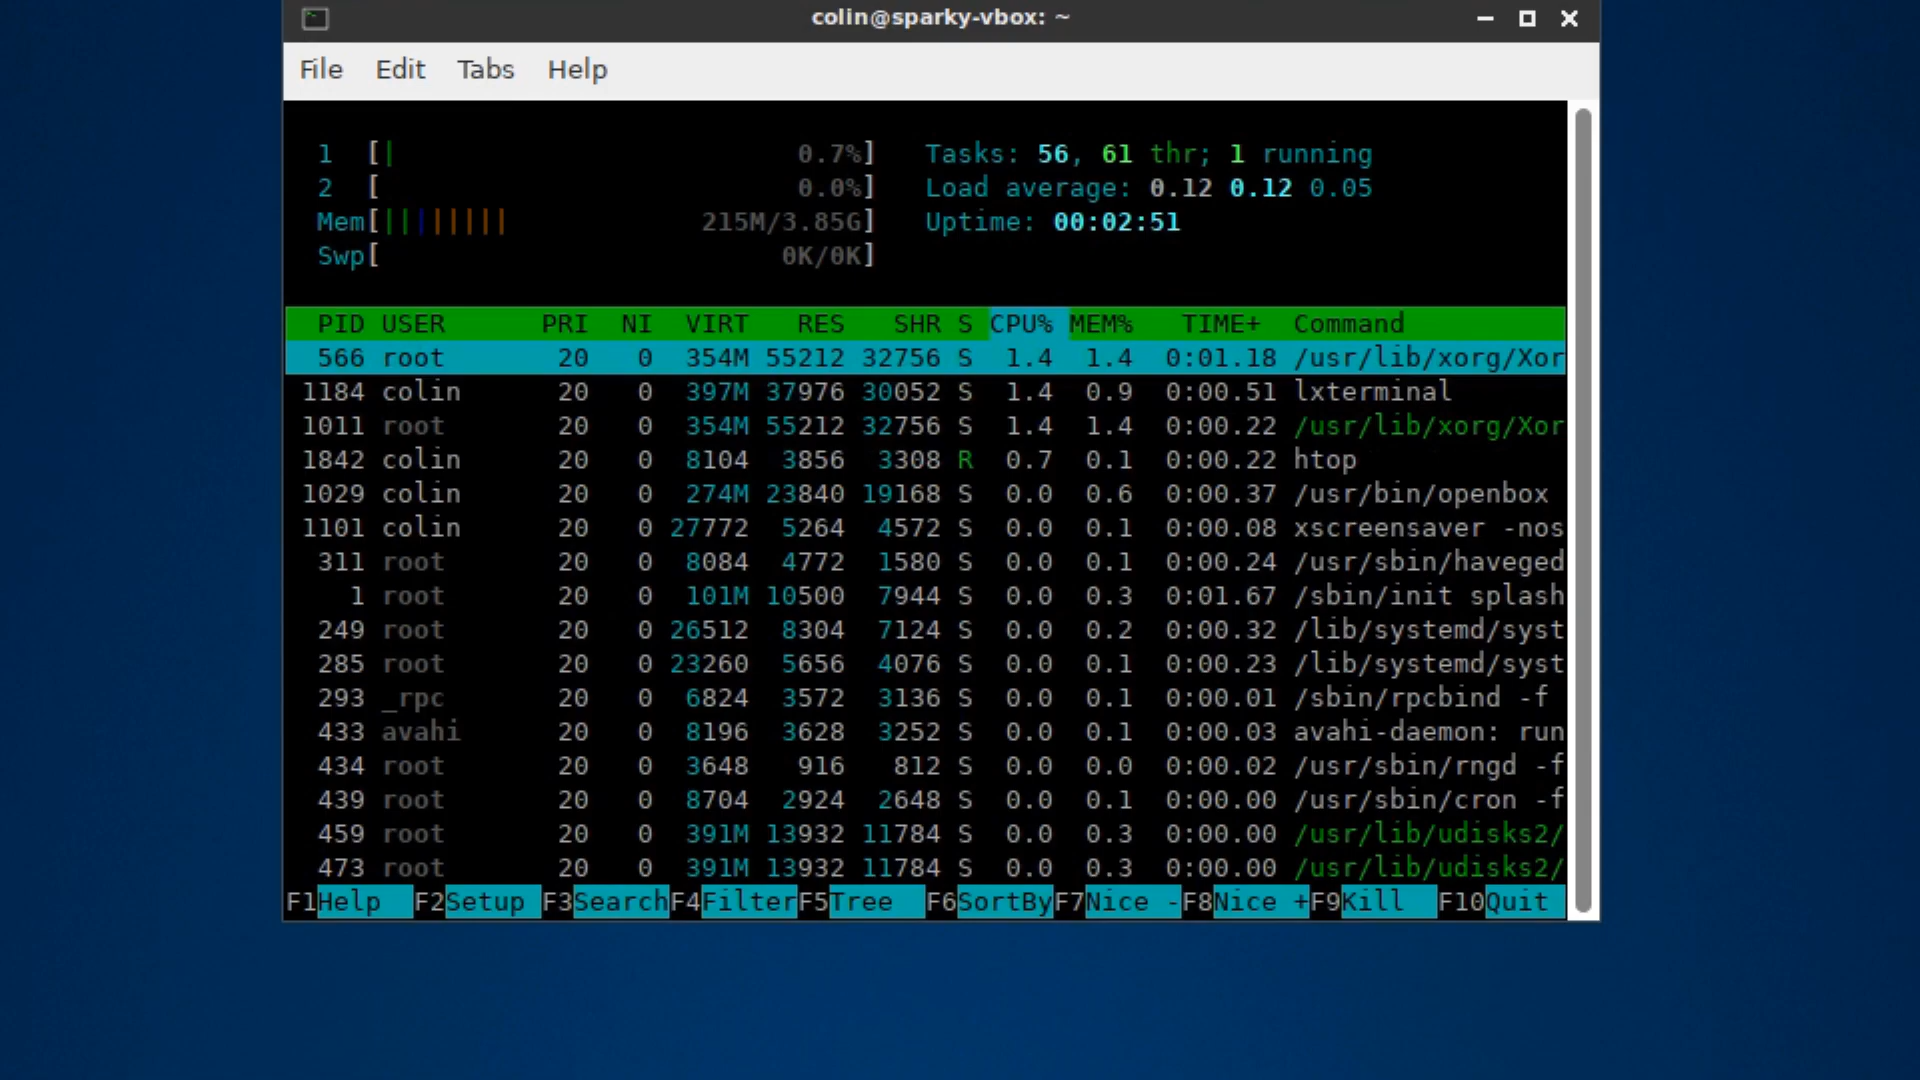 colin@sparky-vbox: ~
File Edit Tabs Help
1 [| 0.7%] Tasks: 56, 61 thr; 1 running
2 [ 0.0%] Load average: 0.12 0.12 0.05
Mem[|||||||| 215M/3.85G] Uptime: 00:02:51
Swp[ 0K/0K]
PID USER PRI NI VIRT RES SHR S CPU% MEM% TIME+ Command
566 root 20 0 354M 55212 32756 S 1.4 1.4 0:01.18 /usr/lib/xorg/Xor
1184 colin 20 0 397M 37976 30052 S 1.4 0.9 0:00.51 lxterminal
1011 root 20 0 354M 55212 32756 S 1.4 1.4 0:00.22 /usr/lib/xorg/Xor
1842 colin 20 0 8104 3856 3308 R 0.7 0.1 0:00.22 htop
1029 colin 20 0 274M 23840 19168 S 0.0 0.6 0:00.37 /usr/bin/openbox
1101 colin 20 0 27772 5264 4572 S 0.0 0.1 0:00.08 xscreensaver -nos
311 root 20 0 8084 4772 1580 S 0.0 0.1 0:00.24 /usr/sbin/haveged
1 root 20 0 101M 10500 7944 S 0.0 0.3 0:01.67 /sbin/init splash
249 root 20 0 26512 8304 7124 S 0.0 0.2 0:00.32 /lib/systemd/syst
285 root 20 0 23260 5656 4076 S 0.0 0.1 0:00.23 /lib/systemd/syst
293 _rpc 20 0 6824 3572 3136 S 0.0 0.1 0:00.01 /sbin/rpcbind -f
433 avahi 20 0 8196 3628 3252 S 0.0 0.1 0:00.03 avahi-daemon: run
434 root 20 0 3648 916 812 S 0.0 0.0 0:00.02 /usr/sbin/rngd -f
439 root 20 0 8704 2924 2648 S 0.0 0.1 0:00.00 /usr/sbin/cron -f
459 root 20 0 391M 13932 11784 S 0.0 0.3 0:00.00 /usr/lib/udisks2/
473 root 20 0 391M 13932 11784 S 0.0 0.3 0:00.00 /usr/lib/udisks2/
F1Help F2Setup F3SearchF4FilterF5Tree F6SortByF7Nice -F8Nice +F9Kill F10Quit